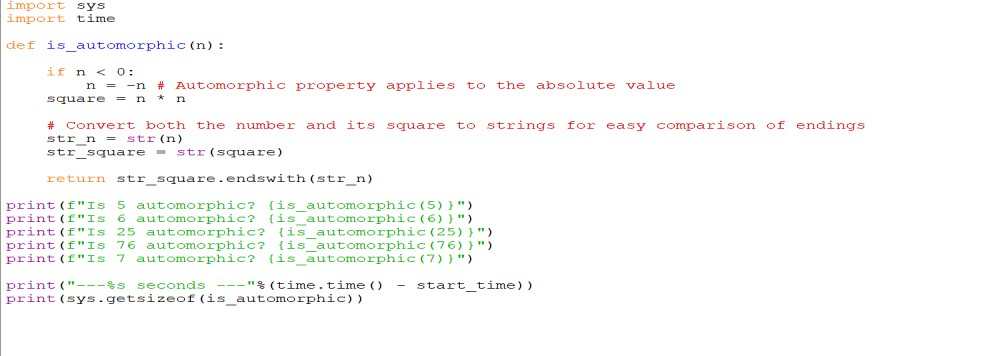 import sys
import time
def is_automorphic(n):
if n < 0:
n = -n # Automorphic property applies to the absolute value
square = n * n
# Convert both the number and its square to strings for easy comparison of endings
str_n = str(n)
str_square = str(square)
return str_square.endswith(str_n)
print(f"Is 5 automorphic? {is_automorphic(5)}")
print(f"Is 6 automorphic? {is_automorphic(6)}")
print(f"Is 25 automorphic? {is_automorphic(25)}")
print(f"Is 76 automorphic? {is_automorphic(76)}")
print(f"Is 7 automorphic? {is_automorphic(7)}")
print("---%s seconds ---"%(time.time() - start_time))
print(sys.getsizeof(is_automorphic))